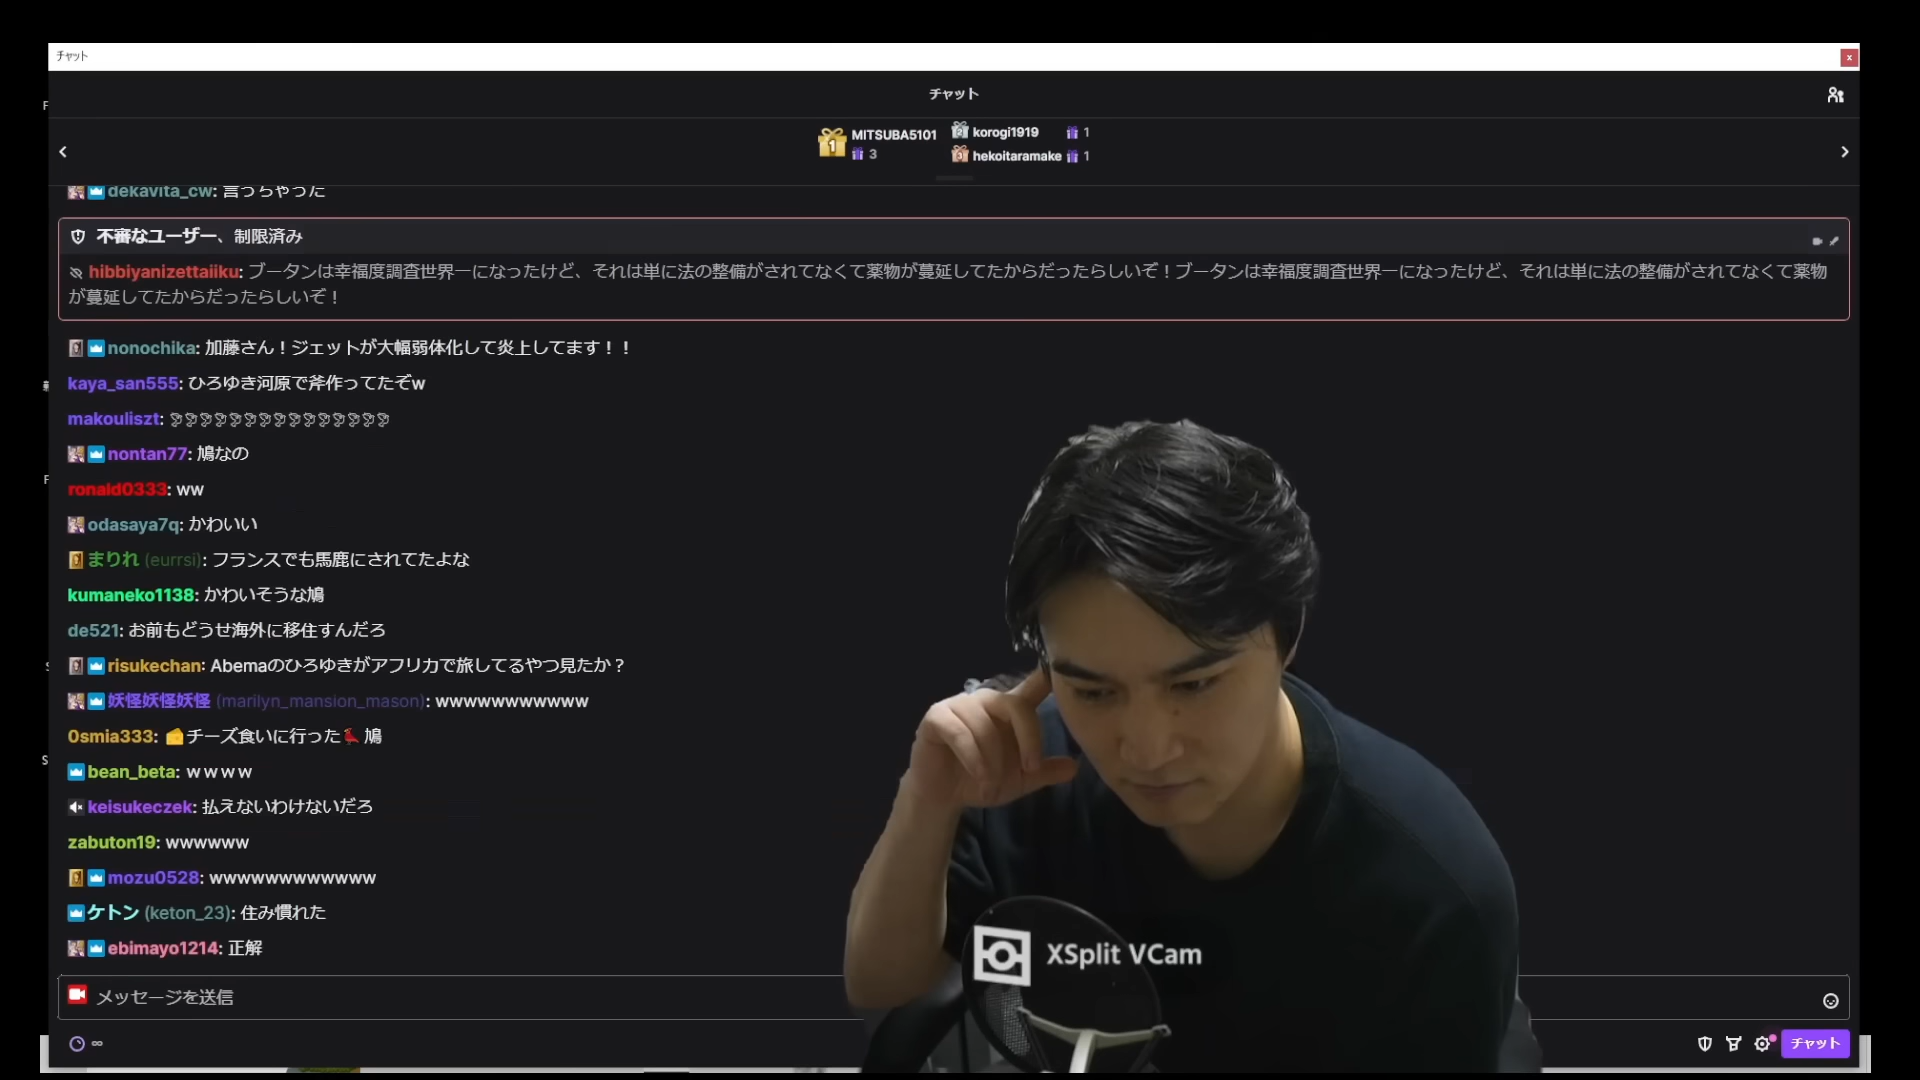 チャット
チャット
MITSUBA5101
3
korogi1919 1
hekoitaramake 1
dekavita_cw: 言っちゃった
不審なユーザー、制限済み
hibbiyanizettaiiku: ブータンは幸福度調査世界一になったけど、それは単に法の整備がされてなくて薬物が蔓延してたからだったらしいぞ！ブータンは幸福度調査世界一になったけど、それは単に法の整備がされてなくて薬物
が蔓延してたからだったらしいぞ！
nonochika: 加藤さん！ジェットが大幅弱体化して炎上してます！！
kaya_san555: ひろゆき河原で斧作ってたぞw
makouliszt: 🕊🕊🕊🕊🕊🕊🕊🕊🕊🕊🕊🕊🕊🕊🕊
nontan77: 鳩なの
ronald0333: ww
odasaya7q: かわいい
まりれ (eurrsi): フランスでも馬鹿にされてたよな
kumaneko1138: かわいそうな鳩
de521: お前もどうせ海外に移住すんだろ
risukechan: Abemaのひろゆきがアフリカで旅してるやつ見たか？
妖怪妖怪妖怪 (marilyn_mansion_mason): wwwwwwwwwww
0smia333: 🧀チーズ食いに行った🐦鳩
bean_beta: ｗｗｗｗ
keisukeczek: 払えないわけないだろ
zabuton19: wwwwww
mozu0528: wwwwwwwwwwww
ケトン (keton_23): 住み慣れた
ebimayo1214: 正解
XSplit VCam
メッセージを送信
∞
チャット